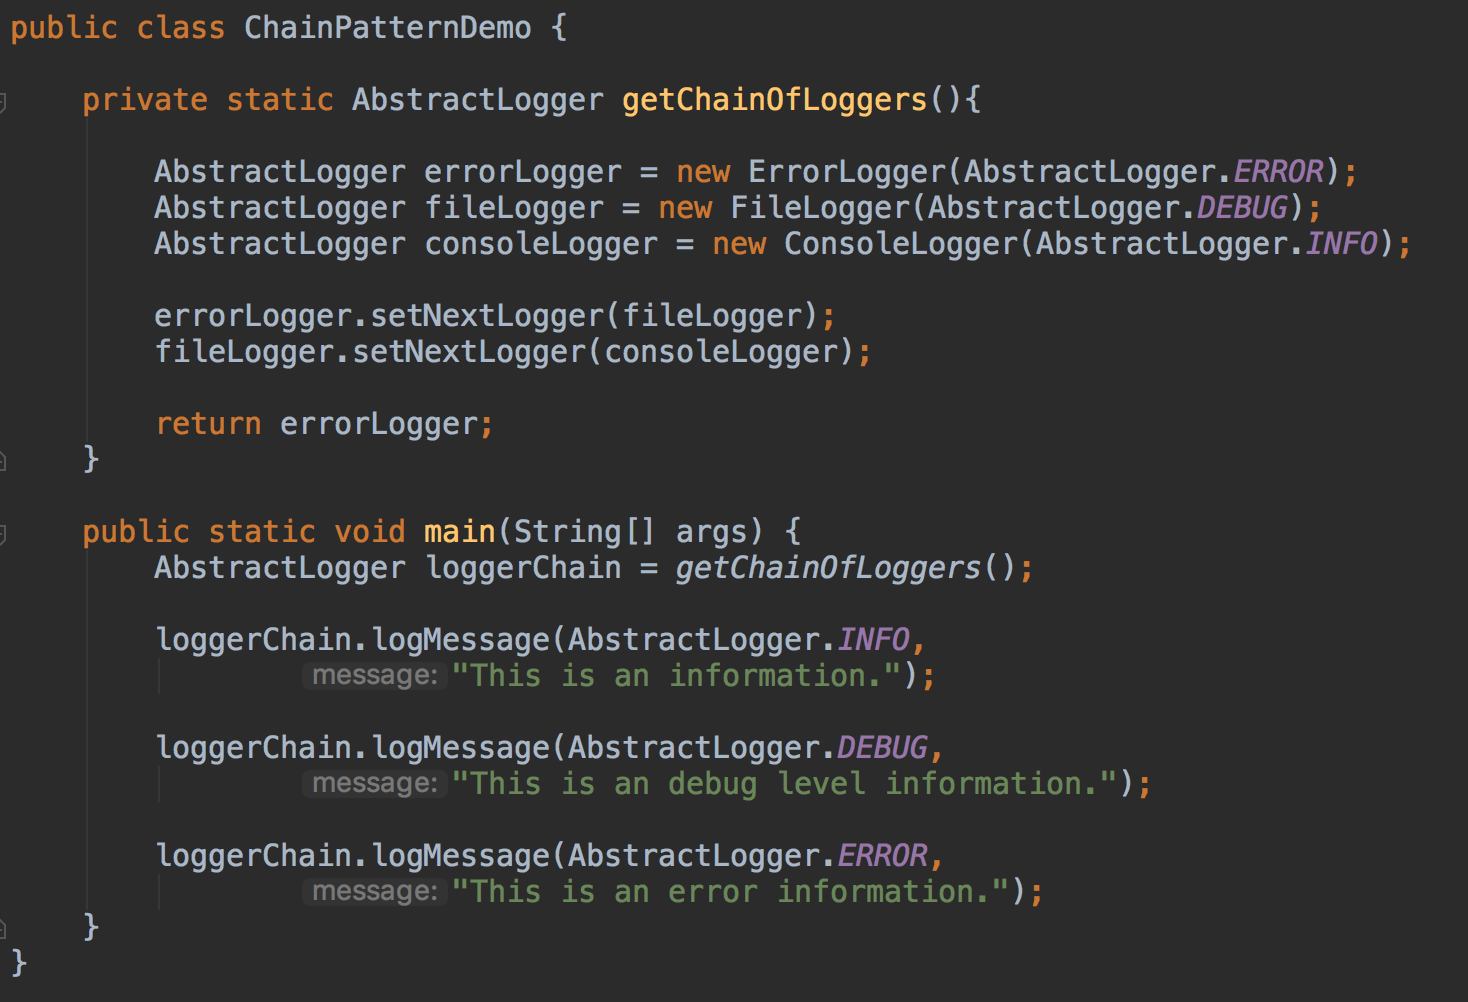 public class ChainPatternDemo {
private static AbstractLogger getChainOfLoggers(){
AbstractLogger errorLogger = new ErrorLogger(AbstractLogger.ERROR);
AbstractLogger fileLogger = new FileLogger(AbstractLogger.DEBUG);
AbstractLogger consoleLogger = new ConsoleLogger(AbstractLogger.INFO);
errorLogger.setNextLogger(fileLogger);
fileLogger.setNextLogger(consoleLogger);
return errorLogger;
}
public static void main(String[] args) {
AbstractLogger loggerChain = getChainOfLoggers();
loggerChain.logMessage(AbstractLogger.INFO,
message: "This is an information.");
loggerChain.logMessage(AbstractLogger.DEBUG,
message: "This is an debug level information.");
loggerChain.logMessage(AbstractLogger.ERROR,
message: "This is an error information.");
}
}